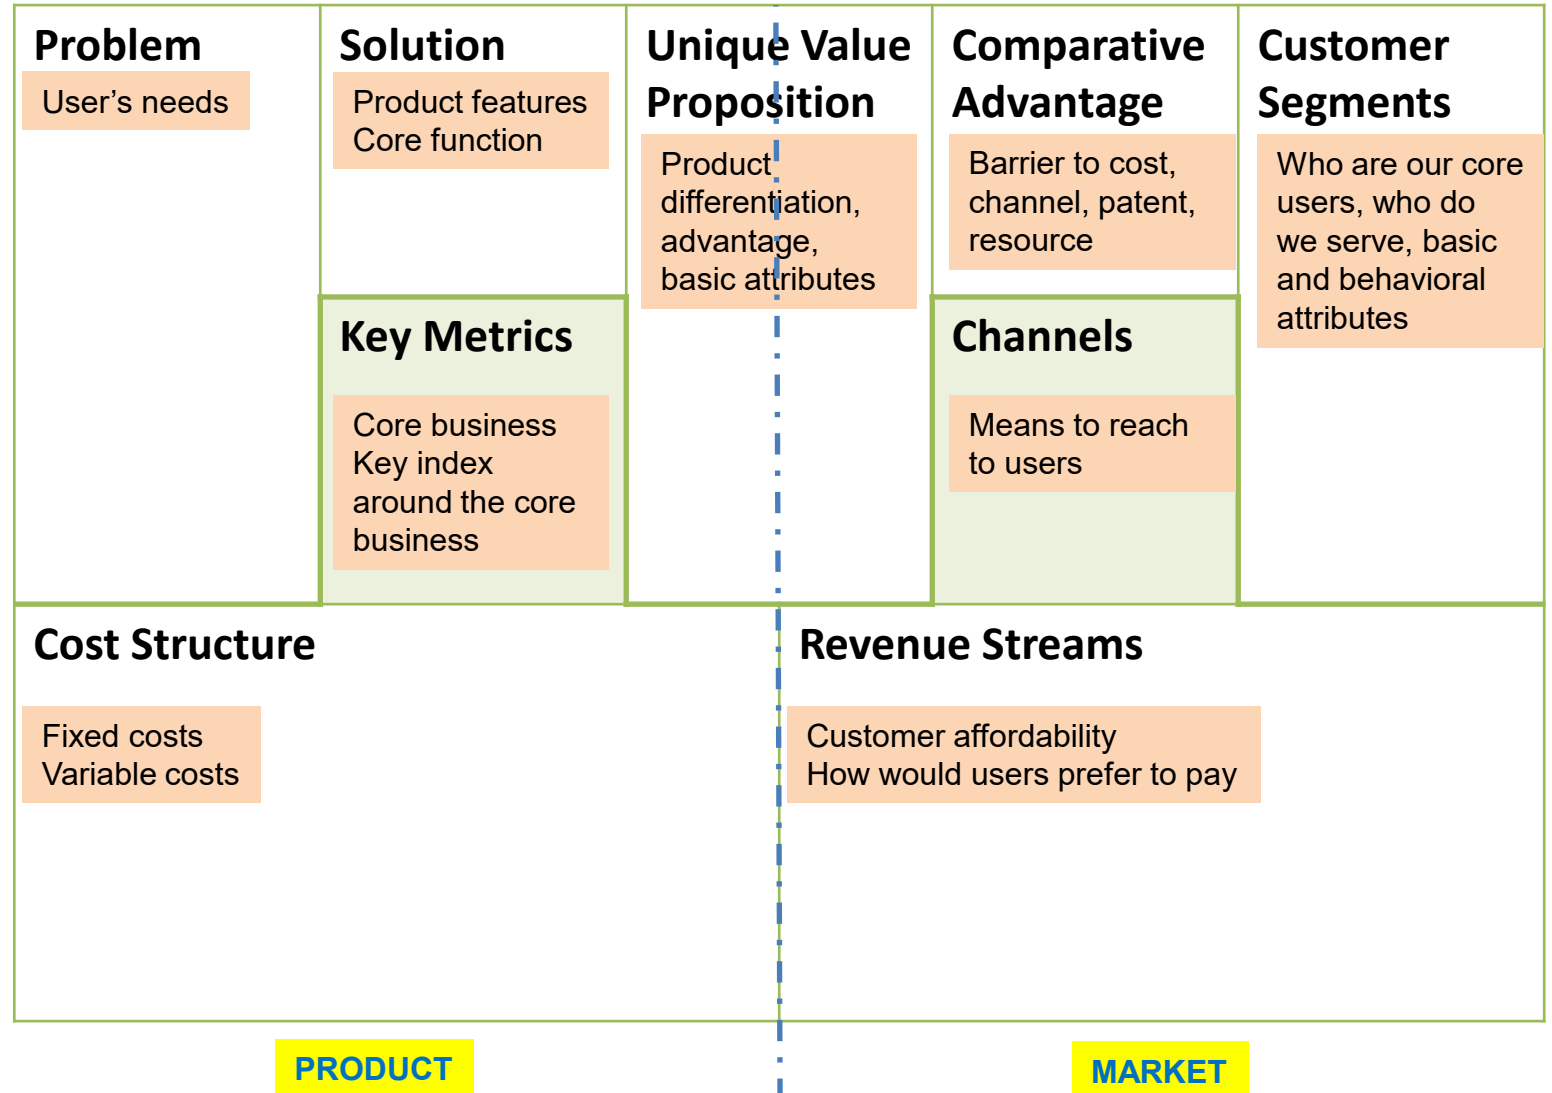 Problem
User’s needs
Solution
Product features
Core function
Key Metrics
Core business
Key index
around the core
business
Unique Value
Proposition
Product
differentiation,
advantage,
basic attributes
Comparative
Advantage
Barrier to cost,
channel, patent,
resource
Channels
Means to reach
to users
Customer
Segments
Who are our core
users, who do
we serve, basic
and behavioral
attributes
Cost Structure
Fixed costs
Variable costs
Revenue Streams
Customer affordability
How would users prefer to pay
PRODUCT
MARKET